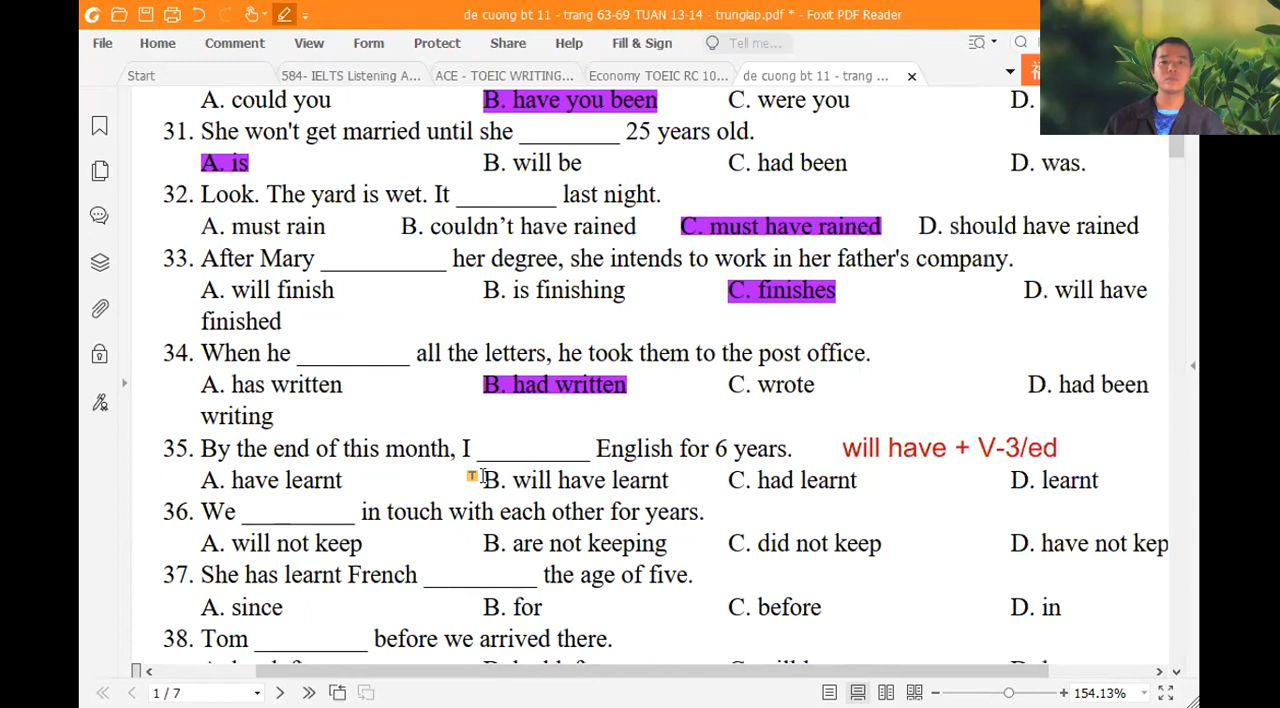 de cuong bt 11 - trang 63-69 TUAN 13-14 - trunglap.pdf * - Foxit PDF Reader
File Home Comment View Form Protect Share Help Fill & Sign Tell me...
Start 584- IELTS Listening A... ACE - TOEIC WRITING... Economy TOEIC RC 10... de cuong bt 11 - trang ...
A. could you B. have you been C. were you D.
31. She won't get married until she ________ 25 years old.
A. is B. will be C. had been D. was.
32. Look. The yard is wet. It ________ last night.
A. must rain B. couldn’t have rained C. must have rained D. should have rained
33. After Mary __________ her degree, she intends to work in her father's company.
A. will finish B. is finishing C. finishes D. will have
finished
34. When he _________ all the letters, he took them to the post office.
A. has written B. had written C. wrote D. had been
writing
35. By the end of this month, I _________ English for 6 years. will have + V-3/ed
A. have learnt B. will have learnt C. had learnt D. learnt
36. We _________ in touch with each other for years.
A. will not keep B. are not keeping C. did not keep D. have not kep
37. She has learnt French _________ the age of five.
A. since B. for C. before D. in
38. Tom _________ before we arrived there.
1 / 7 154.13%